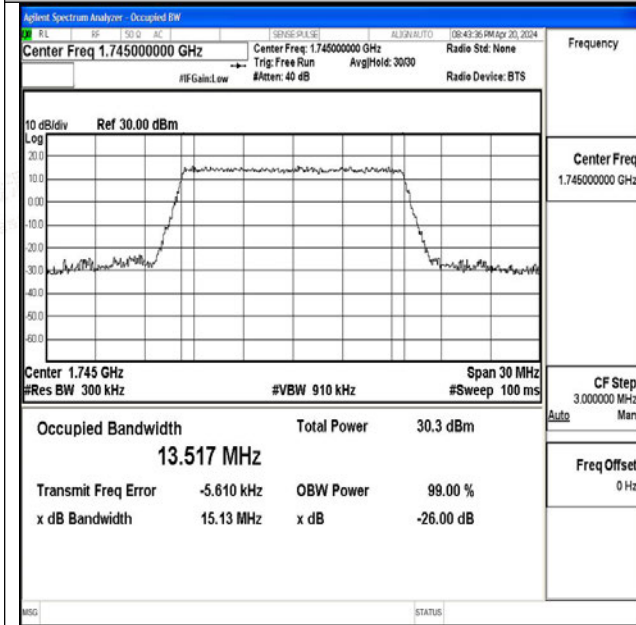 Agilent Spectrum Analyzer - Occupied BW
RL RF 50 Ω AC SENSE:PULSE ALIGNAUTO 08:43:36 PM Apr 20, 2024
Center Freq 1.745000000 GHz
Center Freq: 1.745000000 GHz
Radio Std: None
Trig: Free Run Avg|Hold: 30/30
#IFGain:Low #Atten: 40 dB Radio Device: BTS
Frequency
10 dB/div Ref 30.00 dBm
Log
20.0
10.0
0.00
-10.0
-20.0
-30.0
-40.0
-50.0
-60.0
Center 1.745 GHz Span 30 MHz
#Res BW 300 kHz #VBW 910 kHz #Sweep 100 ms
Center Freq
1.745000000 GHz
CF Step
3.000000 MHz
Auto Man
Freq Offset
0 Hz
Occupied Bandwidth Total Power 30.3 dBm
13.517 MHz
Transmit Freq Error -5.610 kHz OBW Power 99.00 %
x dB Bandwidth 15.13 MHz x dB -26.00 dB
MSG STATUS